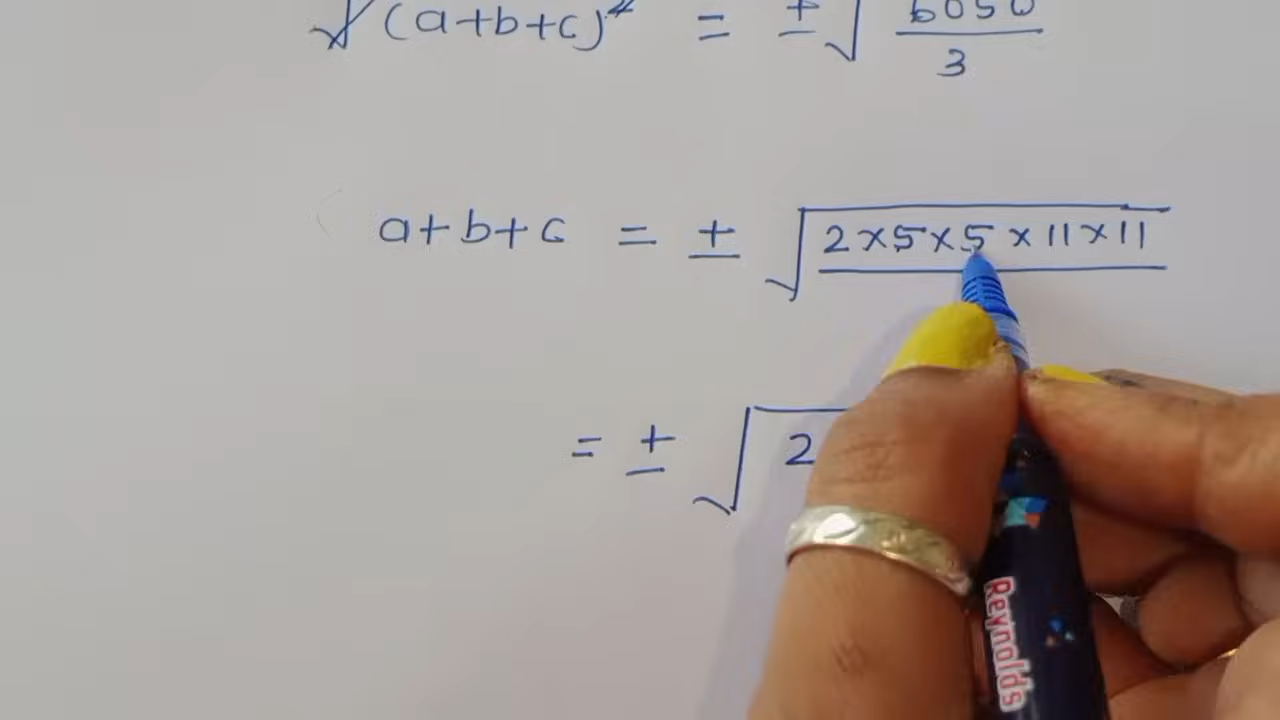 √(a+b+c)² = ±√6050/3
a+b+c = ±√2×5×5×11×11
= ±√2
Reynolds